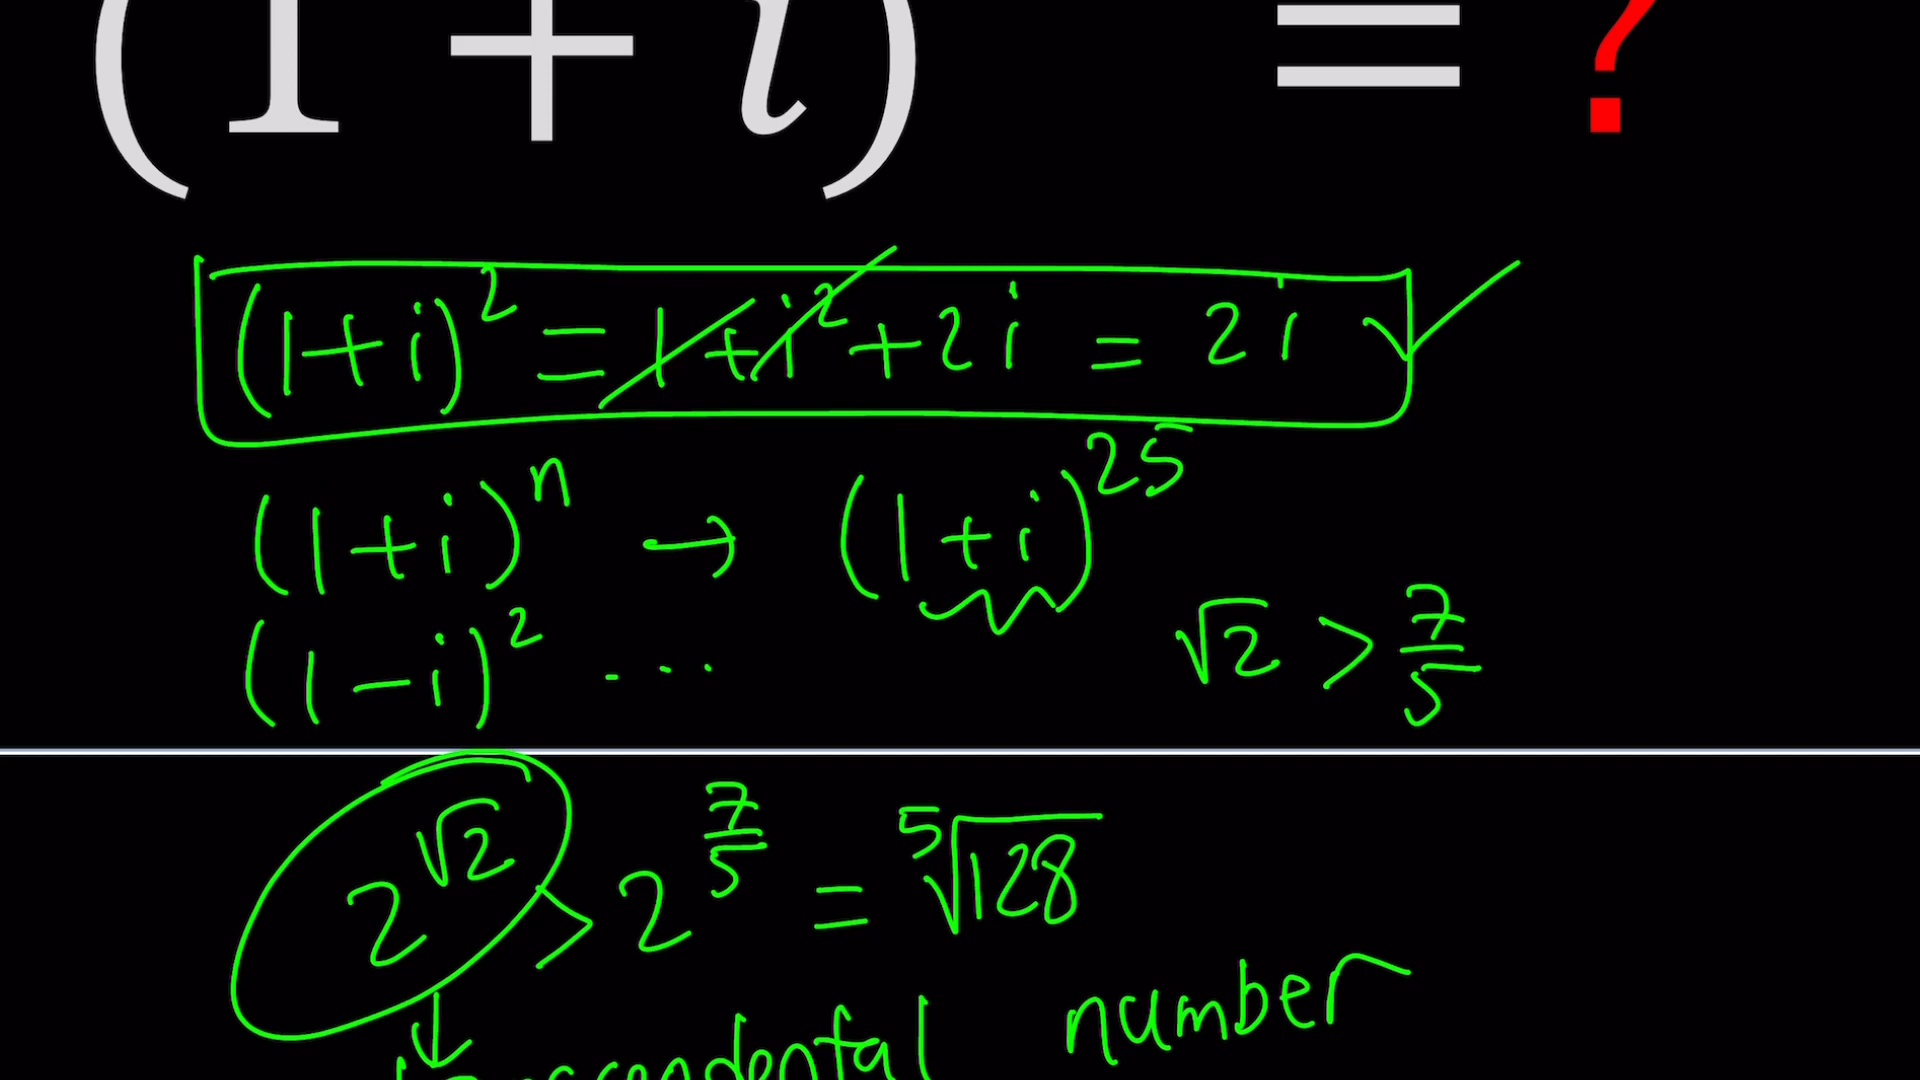 (1 + i) = ?
(1+i)² = 1+i²+2i = 2i ✓
(1+i)ⁿ → (1+i)²⁵
(1-i)² ... √2 > 7/5
2^√2 > 2^(7/5) = ⁵√128
number